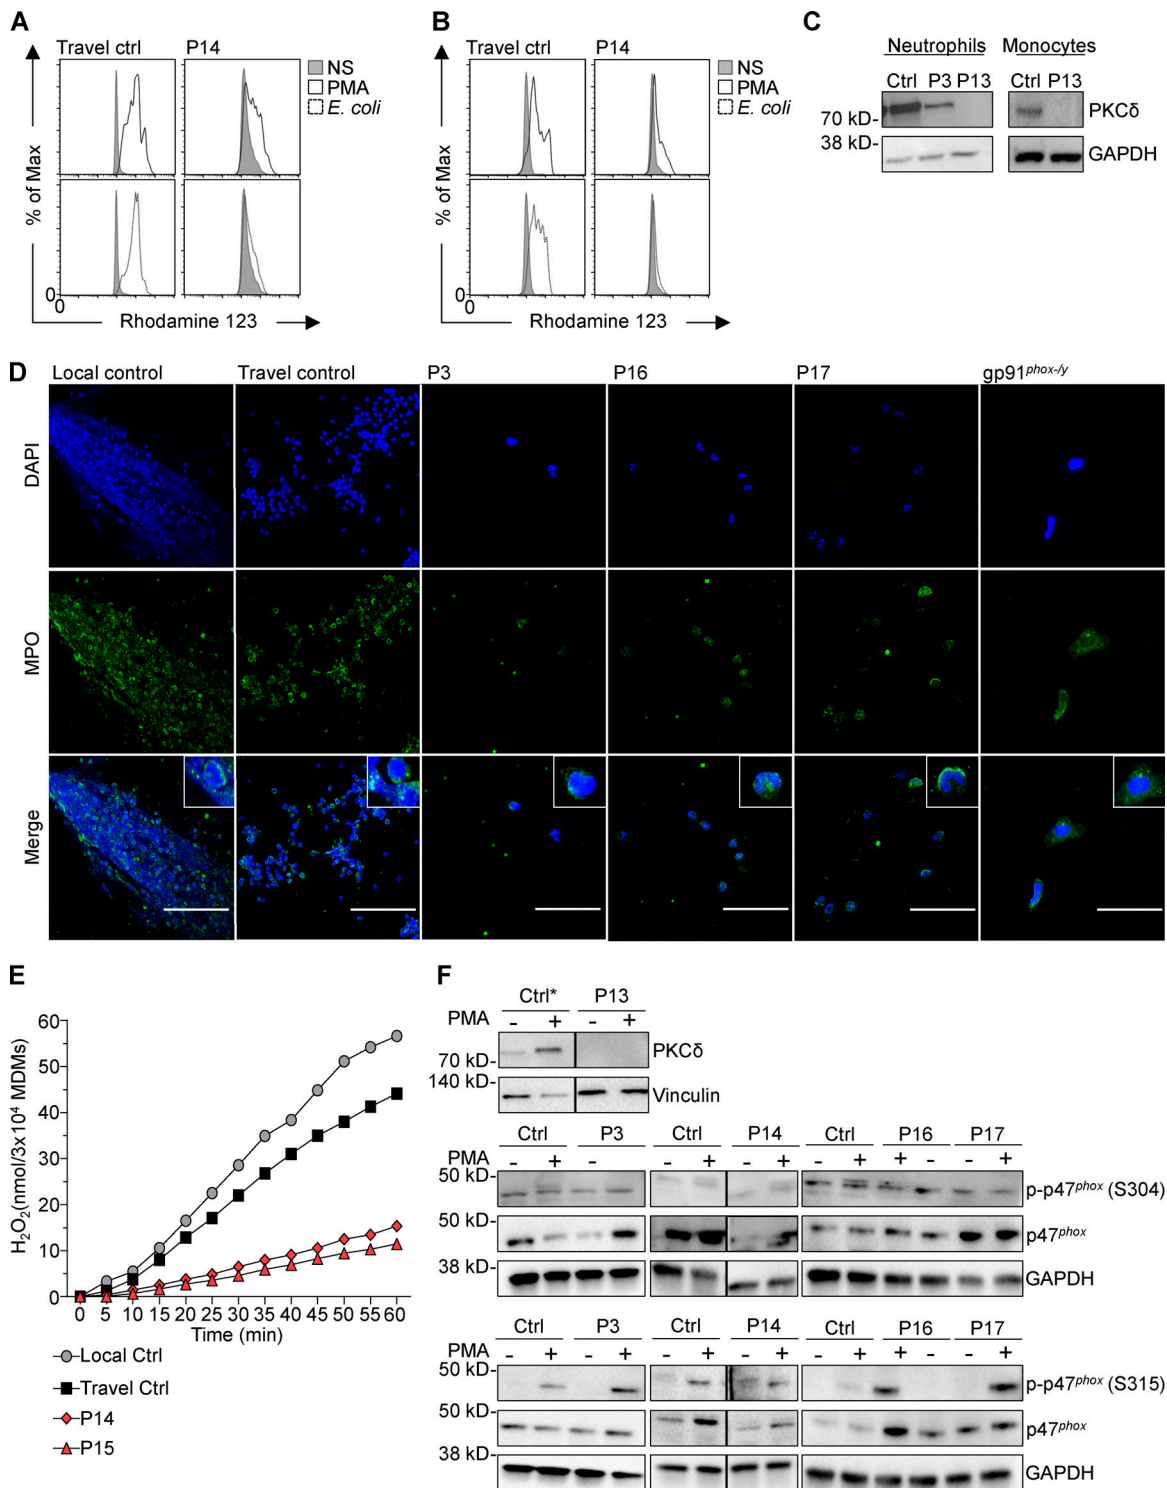 A
Travel ctrl P14
NS
PMA
E. coli
% of Max
0
0
Rhodamine 123
B
Travel ctrl P14
NS
PMA
E. coli
% of Max
0
0
Rhodamine 123
C
Neutrophils Monocytes
Ctrl P3 P13 Ctrl P13
70 kD- PKCδ
38 kD- GAPDH
D
Local control Travel control P3 P16 P17 gp91phox-/y
DAPI
MPO
Merge
E
H2O2(nmol/3x10⁴ MDMs)
60
50
40
30
20
10
0
0 5 10 15 20 25 30 35 40 45 50 55 60
Time (min)
Local Ctrl
Travel Ctrl
P14
P15
F
Ctrl* P13
PMA - + - +
70 kD- PKCδ
140 kD- Vinculin
Ctrl P3 Ctrl P14 Ctrl P16 P17
PMA - + - - + - + - + + - - +
50 kD- p-p47phox (S304)
50 kD- p47phox
38 kD- GAPDH
Ctrl P3 Ctrl P14 Ctrl P16 P17
PMA - + - + - + - + - + + - - +
50 kD- p-p47phox (S315)
50 kD- p47phox
38 kD- GAPDH